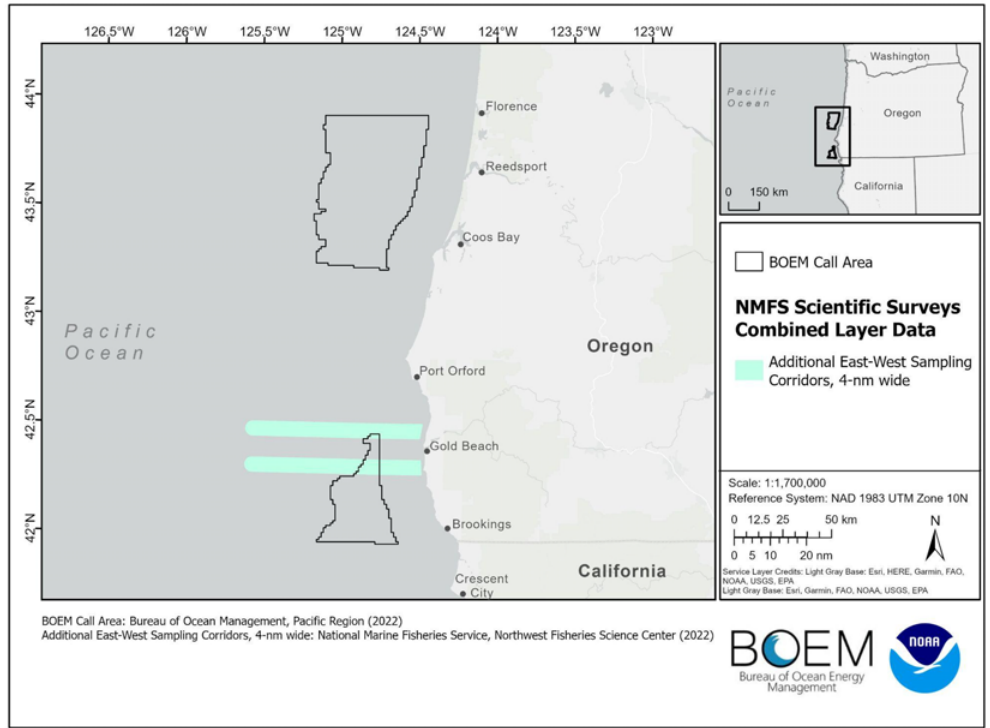 126.5°W 126°W 125.5°W 125°W 124.5°W 124°W 123.5°W 123°W
44°N
43.5°N
43°N
42.5°N
42°N
Florence
Reedsport
Coos Bay
Pacific
Ocean
Oregon
Port Orford
Gold Beach
Brookings
California
Crescent
City
Washington
Pacific
Ocean
Oregon
California
0 150 km
BOEM Call Area
NMFS Scientific Surveys
Combined Layer Data
Additional East-West Sampling
Corridors, 4-nm wide
Scale: 1:1,700,000
Reference System: NAD 1983 UTM Zone 10N
0 12.5 25 50 km
N
0 5 10 20 nm
Service Layer Credits: Light Gray Base: Esri, HERE, Garmin, FAO,
NOAA, USGS, EPA
Light Gray Base: Esri, Garmin, FAO, NOAA, USGS, EPA
BOEM Call Area: Bureau of Ocean Management, Pacific Region (2022)
Additional East-West Sampling Corridors, 4-nm wide: National Marine Fisheries Service, Northwest Fisheries Science Center (2022)
BOEM
Bureau of Ocean Energy
Management
NOAA